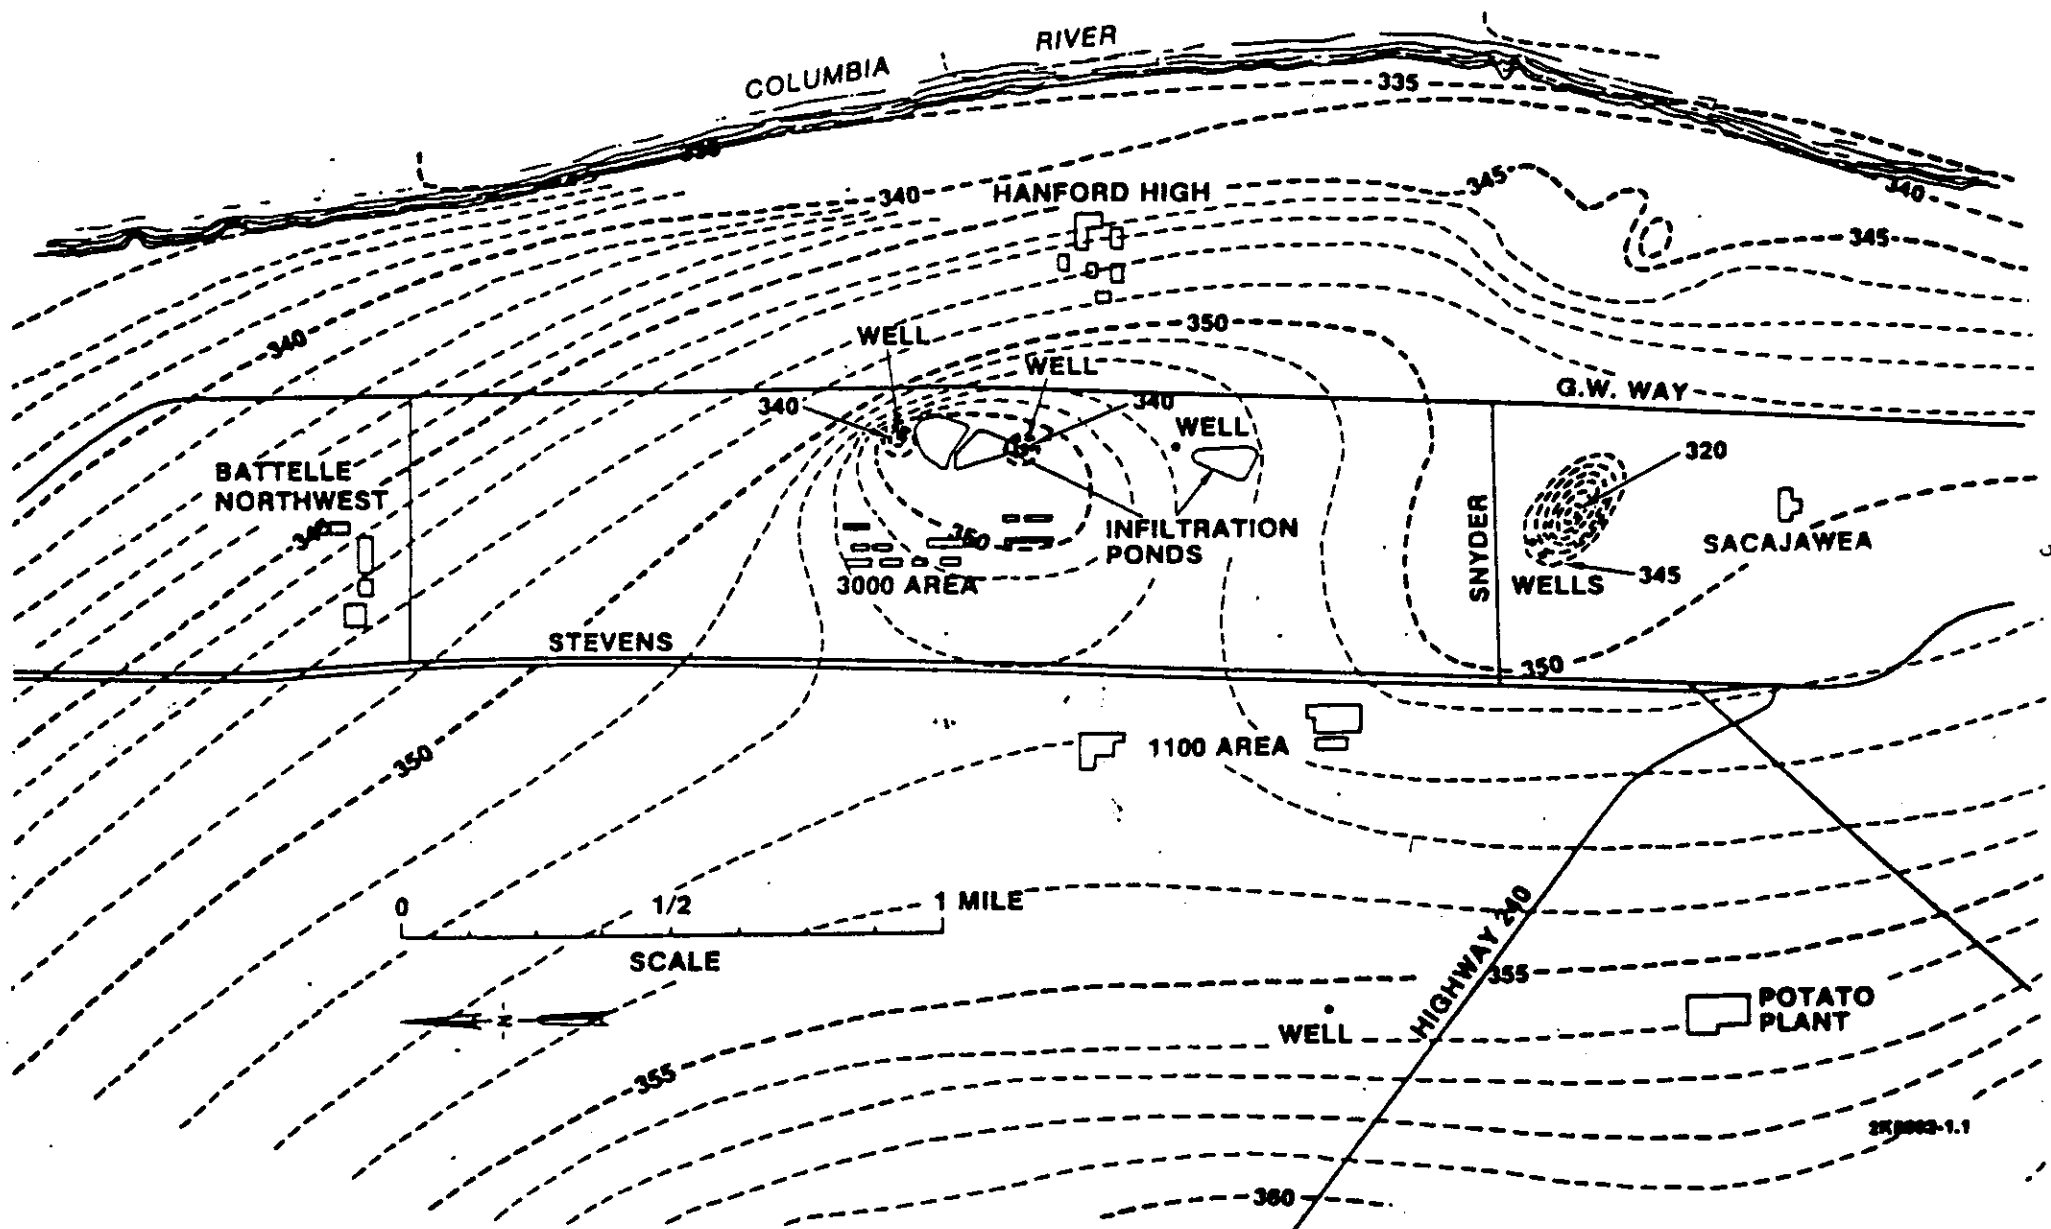 COLUMBIA RIVER
335
340
HANFORD HIGH
345
340
345
340
WELL
350
WELL
G.W. WAY
340
340
WELL
BATTELLE
NORTHWEST
320
SNYDER
INFILTRATION
PONDS
350
SACAJAWEA
3000 AREA
WELLS
345
STEVENS
350
350
1100 AREA
0 1/2 1 MILE
SCALE
HIGHWAY 240
355
POTATO
PLANT
N
WELL
355
360